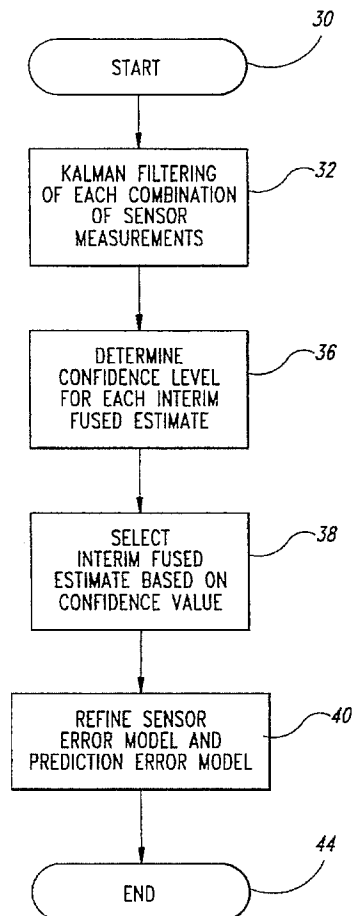 30
START
32
KALMAN FILTERING
OF EACH COMBINATION
OF SENSOR
MEASUREMENTS
36
DETERMINE
CONFIDENCE LEVEL
FOR EACH INTERIM
FUSED ESTIMATE
38
SELECT
INTERIM FUSED
ESTIMATE BASED ON
CONFIDENCE VALUE
40
REFINE SENSOR
ERROR MODEL AND
PREDICTION ERROR MODEL
44
END